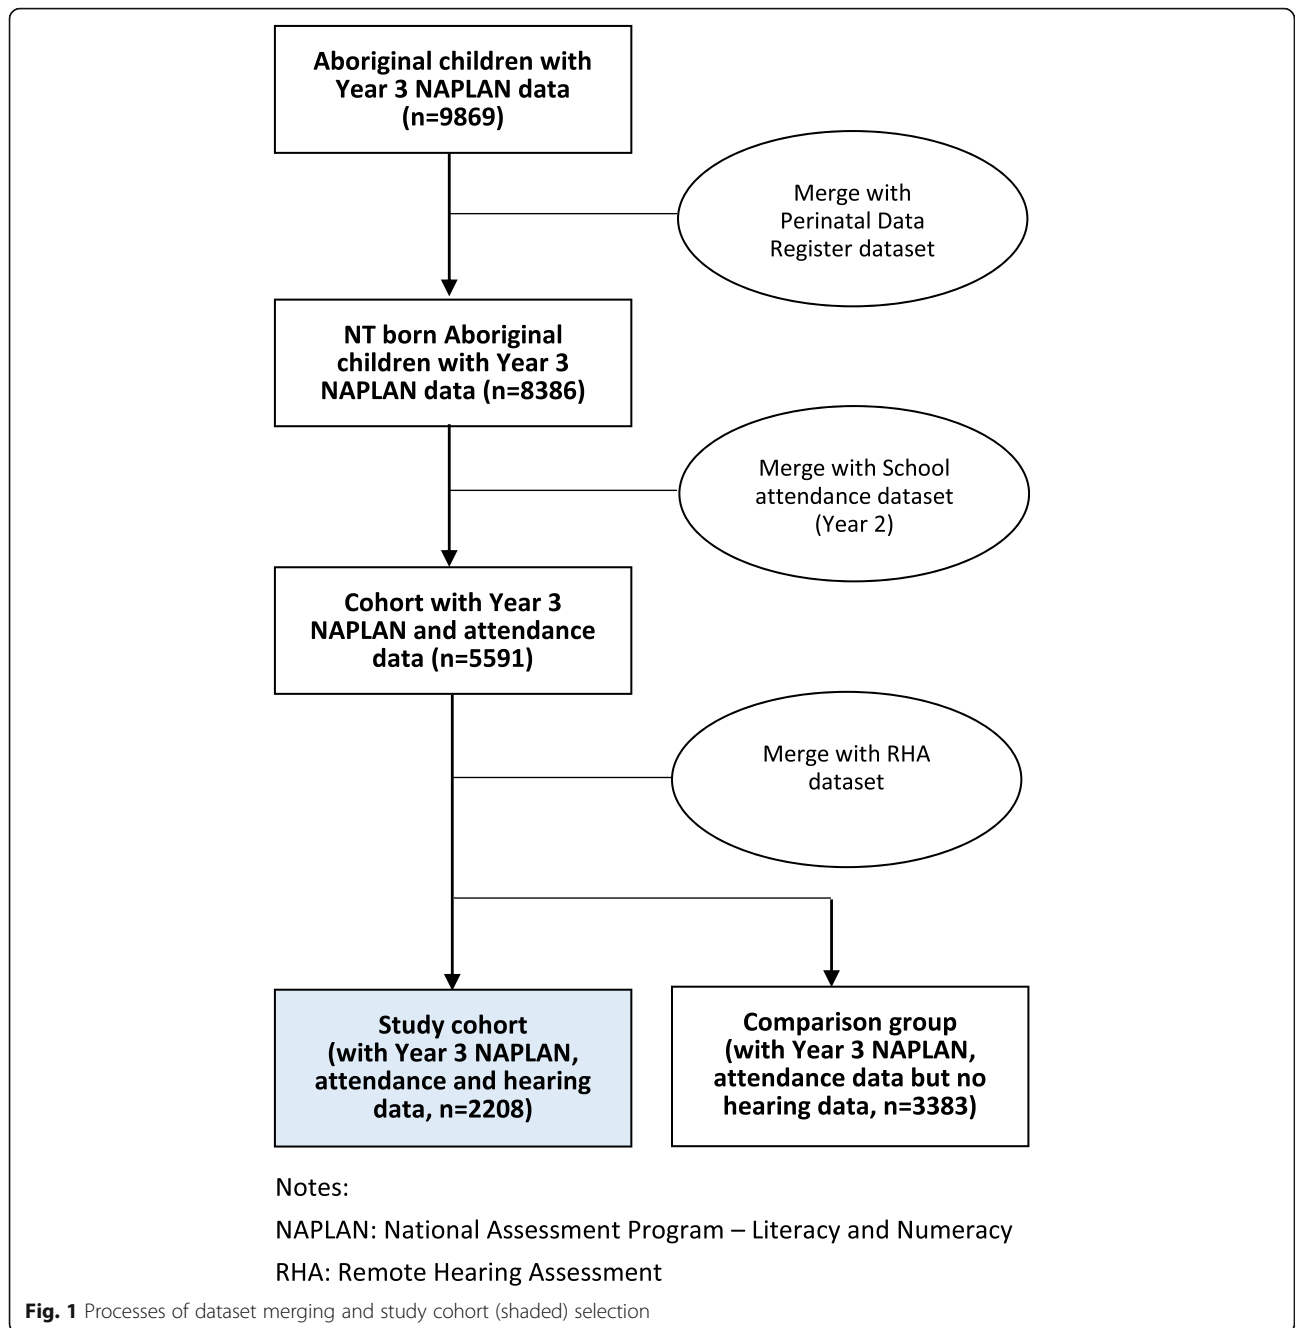 Aboriginal children with
Year 3 NAPLAN data
(n=9869)
Merge with
Perinatal Data
Register dataset
NT born Aboriginal
children with Year 3
NAPLAN data (n=8386)
Merge with School
attendance dataset
(Year 2)
Cohort with Year 3
NAPLAN and attendance
data (n=5591)
Merge with RHA
dataset
Study cohort
(with Year 3 NAPLAN,
attendance and hearing
data, n=2208)
Comparison group
(with Year 3 NAPLAN,
attendance data but no
hearing data, n=3383)
Notes:
NAPLAN: National Assessment Program – Literacy and Numeracy
RHA: Remote Hearing Assessment
Fig. 1 Processes of dataset merging and study cohort (shaded) selection